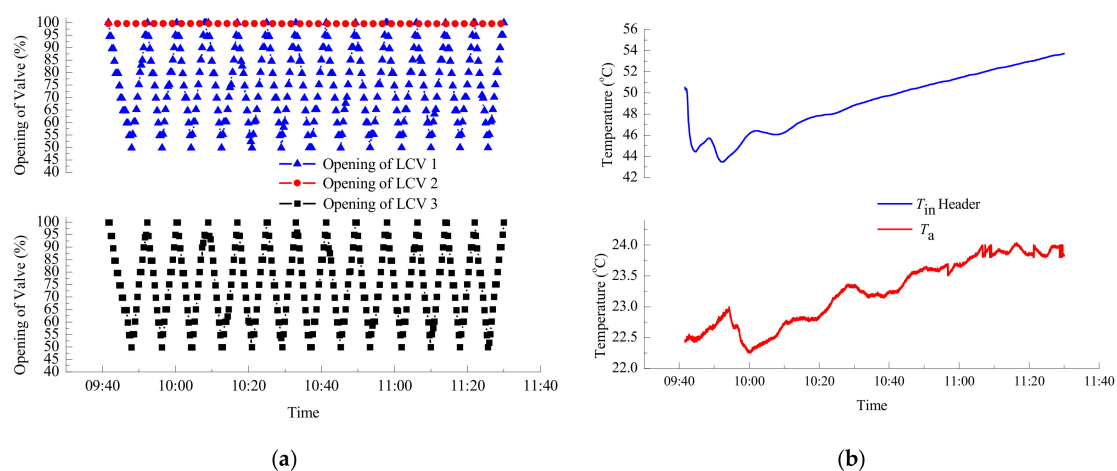 100
95
90
85
80
75
70
65
60
55
50
45
40
Opening of Valve (%)
Opening of LCV 1
Opening of LCV 2
Opening of LCV 3
100
95
90
85
80
75
70
65
60
55
50
45
40
Opening of Valve (%)
09:40 10:00 10:20 10:40 11:00 11:20 11:40
Time
(a)
56
54
52
50
48
46
44
42
Temperature (°C)
Tin Header
Ta
24.0
23.5
23.0
22.5
22.0
Temperature (°C)
09:40 10:00 10:20 10:40 11:00 11:20 11:40
Time
(b)